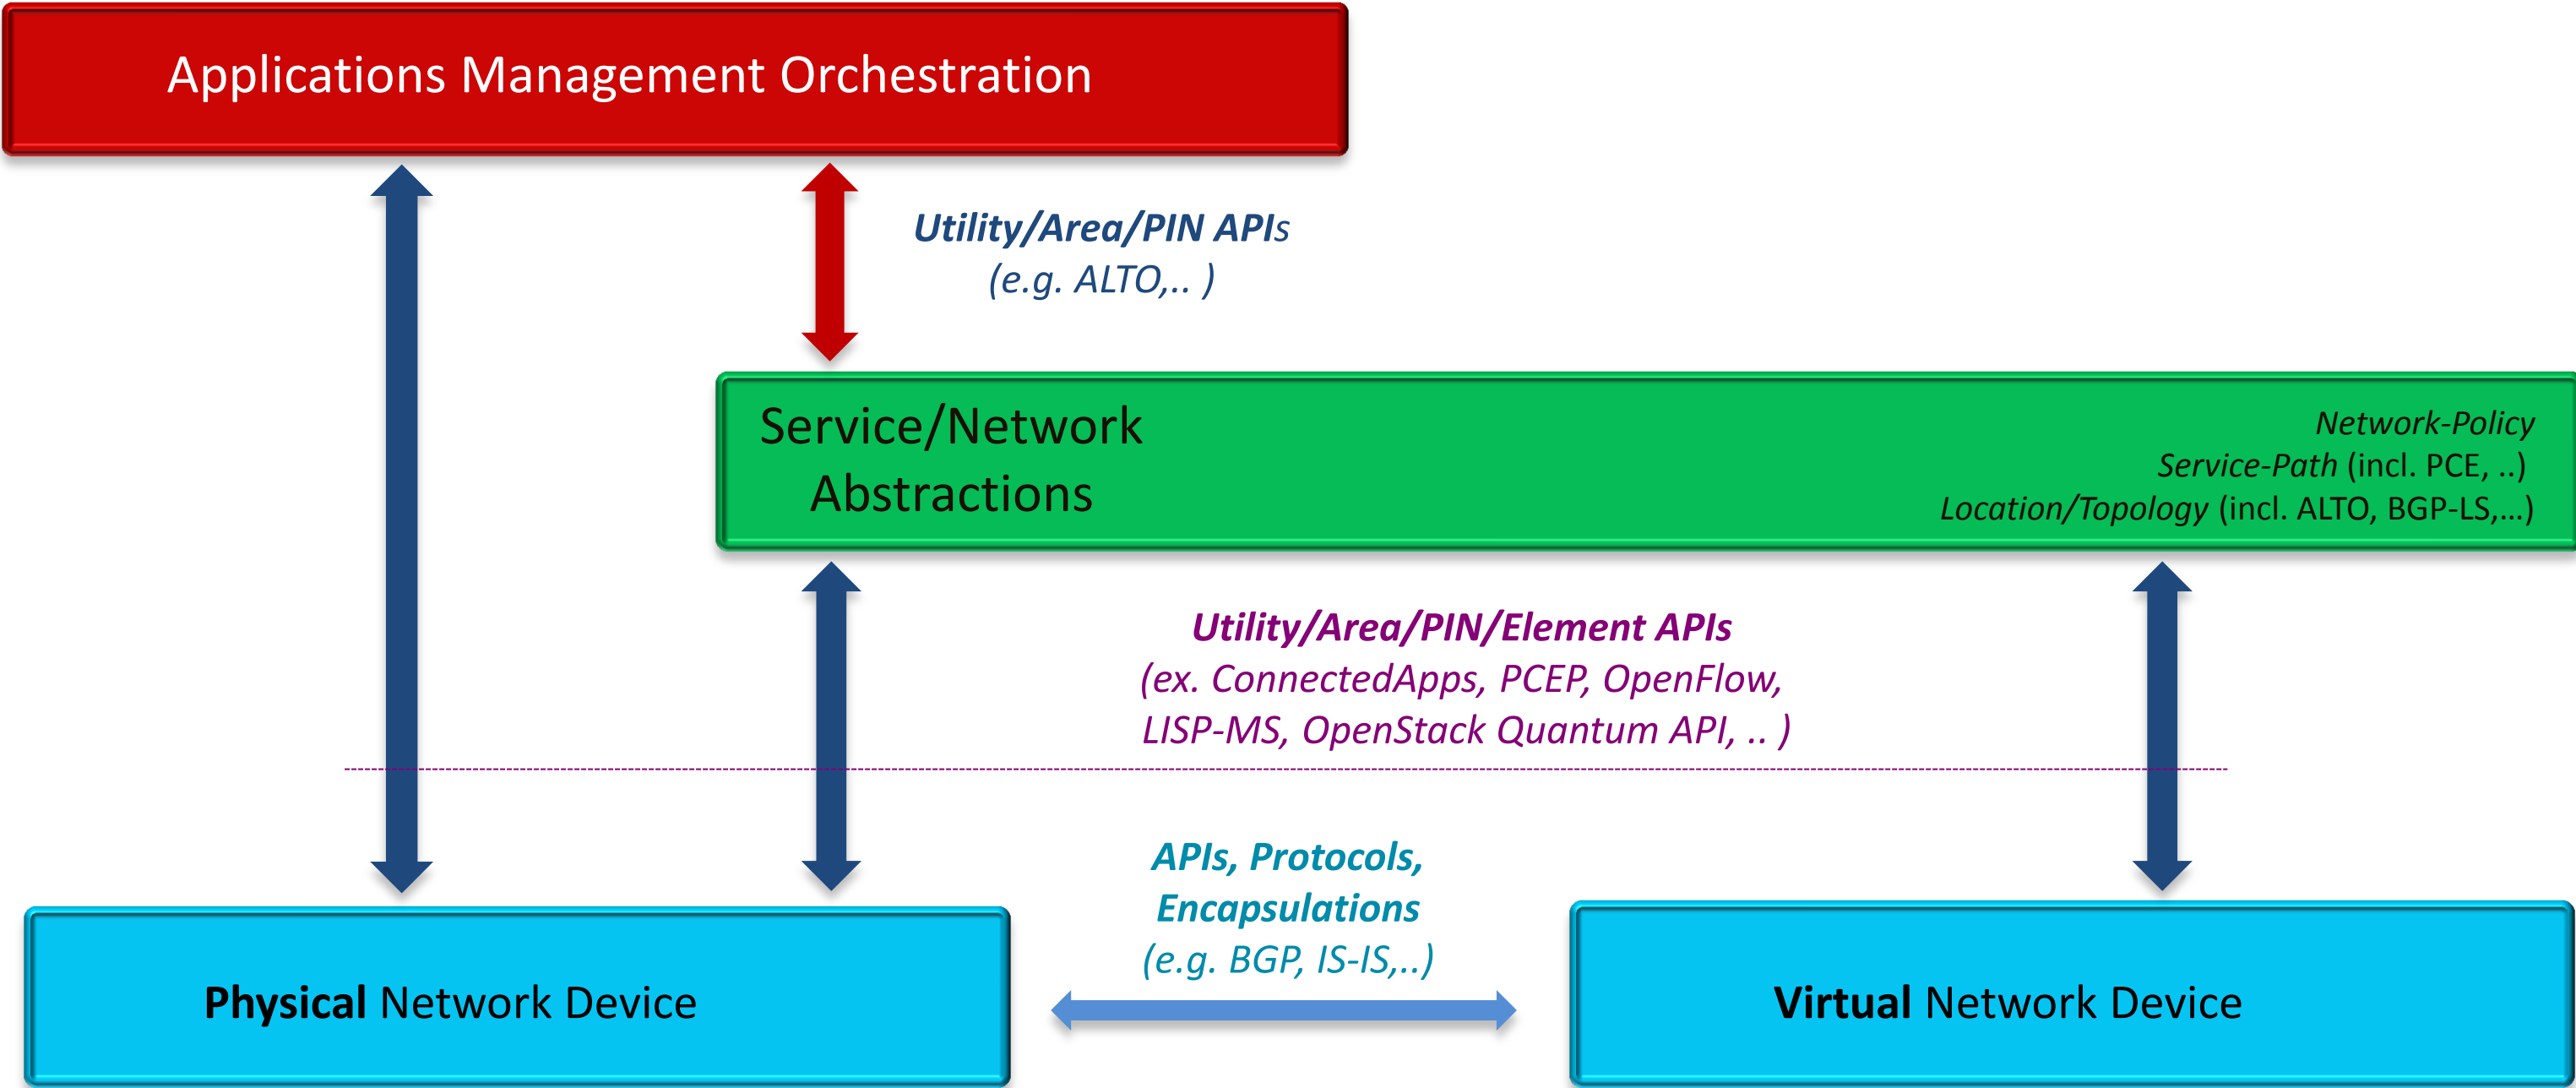 Applications Management Orchestration
Utility/Area/PIN APIs
(e.g. ALTO,.. )
Service/Network
Abstractions
Network-Policy
Service-Path (incl. PCE, ..)
Location/Topology (incl. ALTO, BGP-LS,...)
Utility/Area/PIN/Element APIs
(ex. ConnectedApps, PCEP, OpenFlow,
LISP-MS, OpenStack Quantum API, .. )
APIs, Protocols,
Encapsulations
(e.g. BGP, IS-IS,..)
Physical Network Device
Virtual Network Device